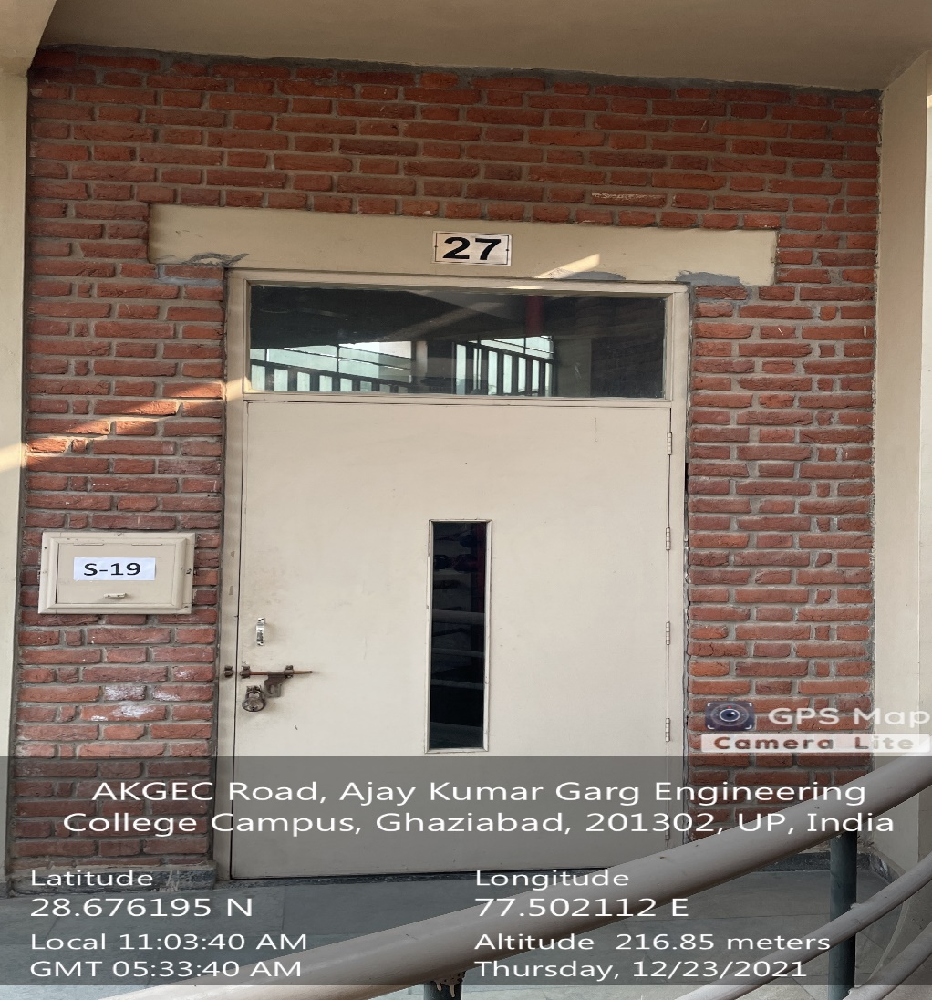 27
S-19
GPS Map
Camera Lite
AKGEC Road, Ajay Kumar Garg Engineering
College Campus, Ghaziabad, 201302, UP, India
Latitude
28.676195 N
Longitude
77.502112 E
Local 11:03:40 AM
GMT 05:33:40 AM
Altitude 216.85 meters
Thursday, 12/23/2021